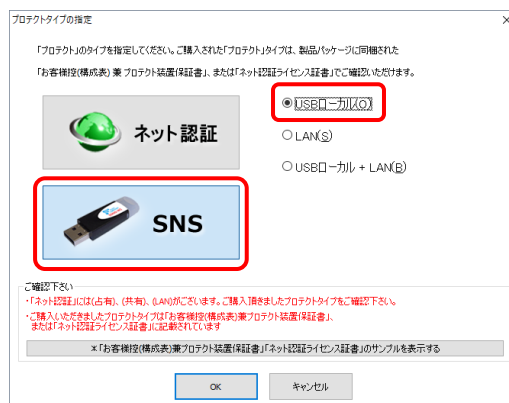 プロテクトタイプの指定
「プロテクト」のタイプを指定してください。ご購入された「プロテクト」タイプは、製品パッケージに同梱された
「お客様控(構成表) 兼 プロテクト装置保証書」、または「ネット認証ライセンス証書」でご確認いただけます。
ネット認証
SNS
USBローカル(O)
LAN(S)
USBローカル + LAN(B)
ご確認下さい
・「ネット認証」には(占有)、(共有)、(LAN)がございます。ご購入頂きましたプロテクトタイプをご確認下さい。
・ご購入いただきましたプロテクトタイプは「お客様控(構成表)兼プロテクト装置保証書」、
または「ネット認証ライセンス証書」に記載されています
※「お客様控(構成表)兼プロテクト装置保証書」「ネット認証ライセンス証書」のサンプルを表示する
OK
キャンセル